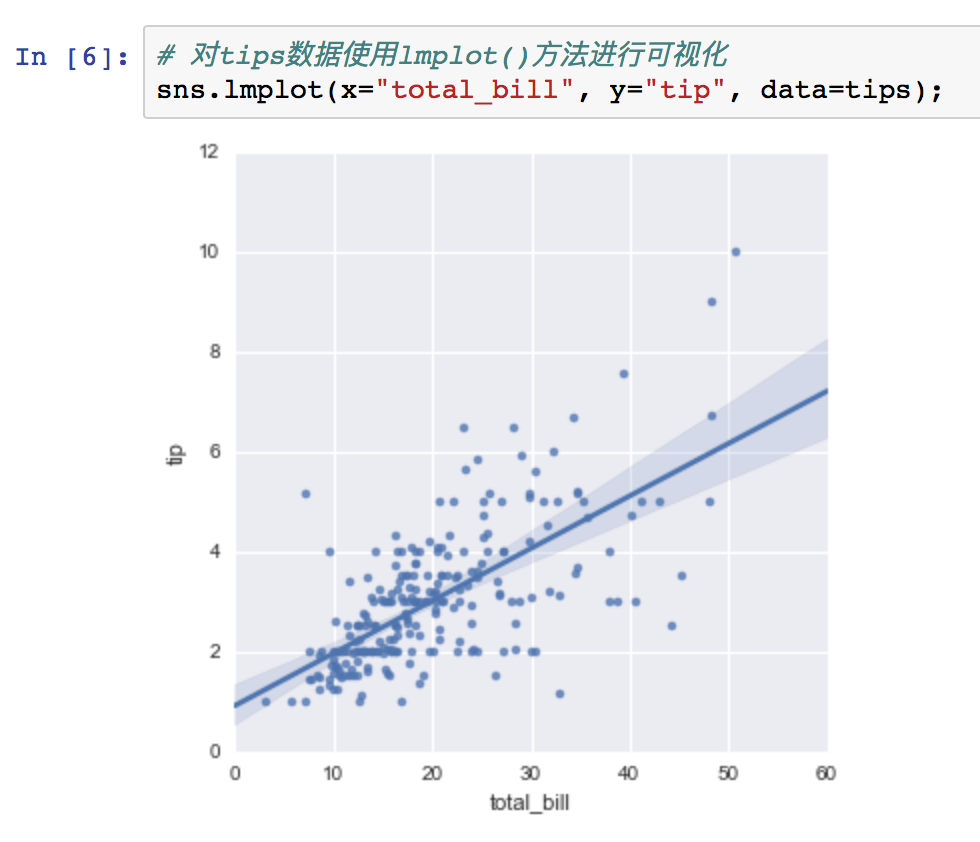 In [6]:
# 对tips数据使用lmplot()方法进行可视化
sns.lmplot(x="total_bill", y="tip", data=tips);
12
10
8
6
4
2
0
tip
0 10 20 30 40 50 60
total_bill